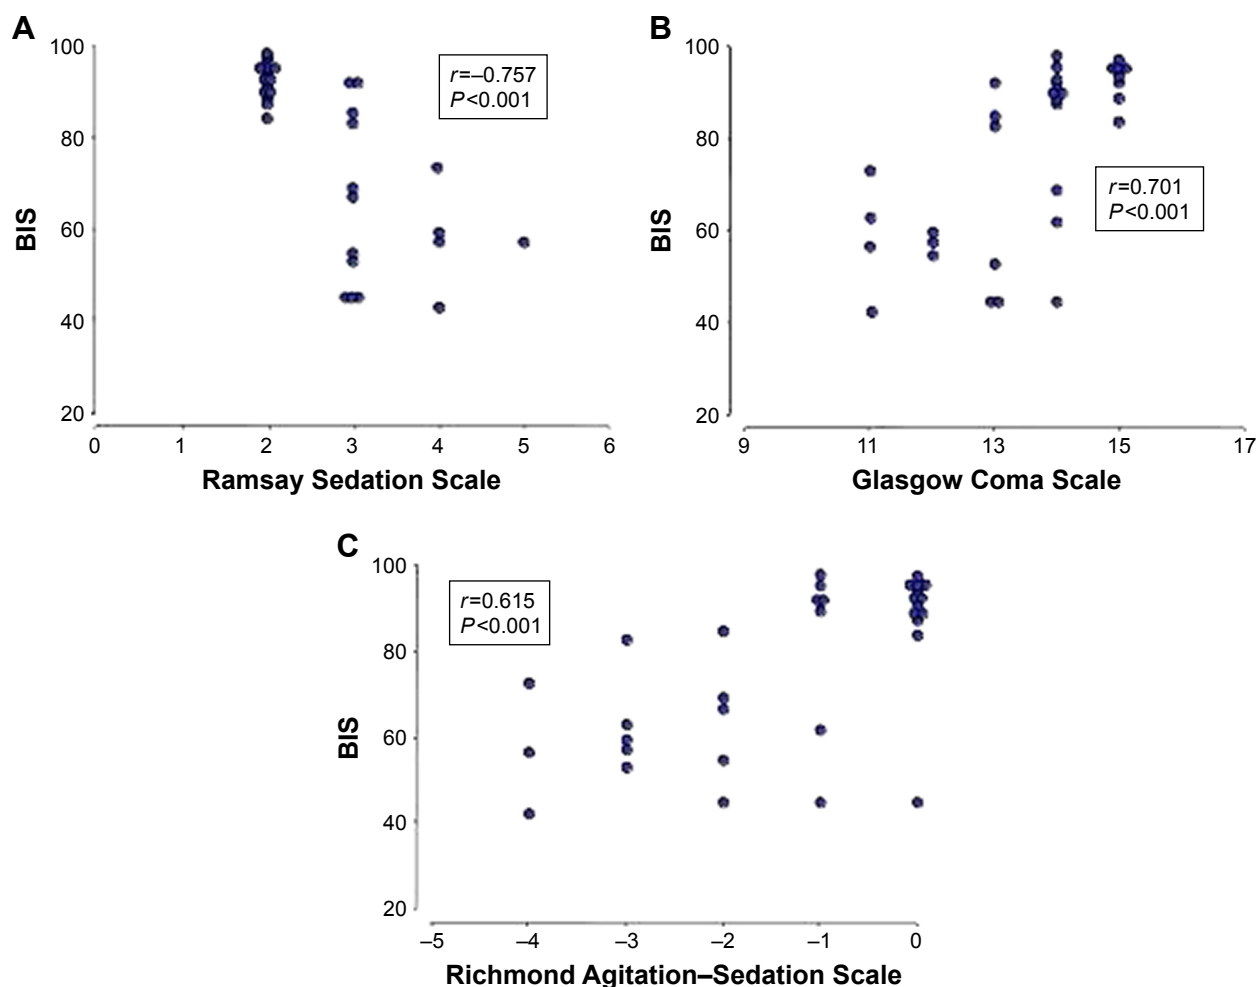 A
100
80
60
40
20
BIS
r=–0.757
P<0.001
0 1 2 3 4 5 6
Ramsay Sedation Scale
B
100
80
60
40
20
BIS
r=0.701
P<0.001
9 11 13 15 17
Glasgow Coma Scale
C
100
80
60
40
20
BIS
r=0.615
P<0.001
–5 –4 –3 –2 –1 0
Richmond Agitation–Sedation Scale